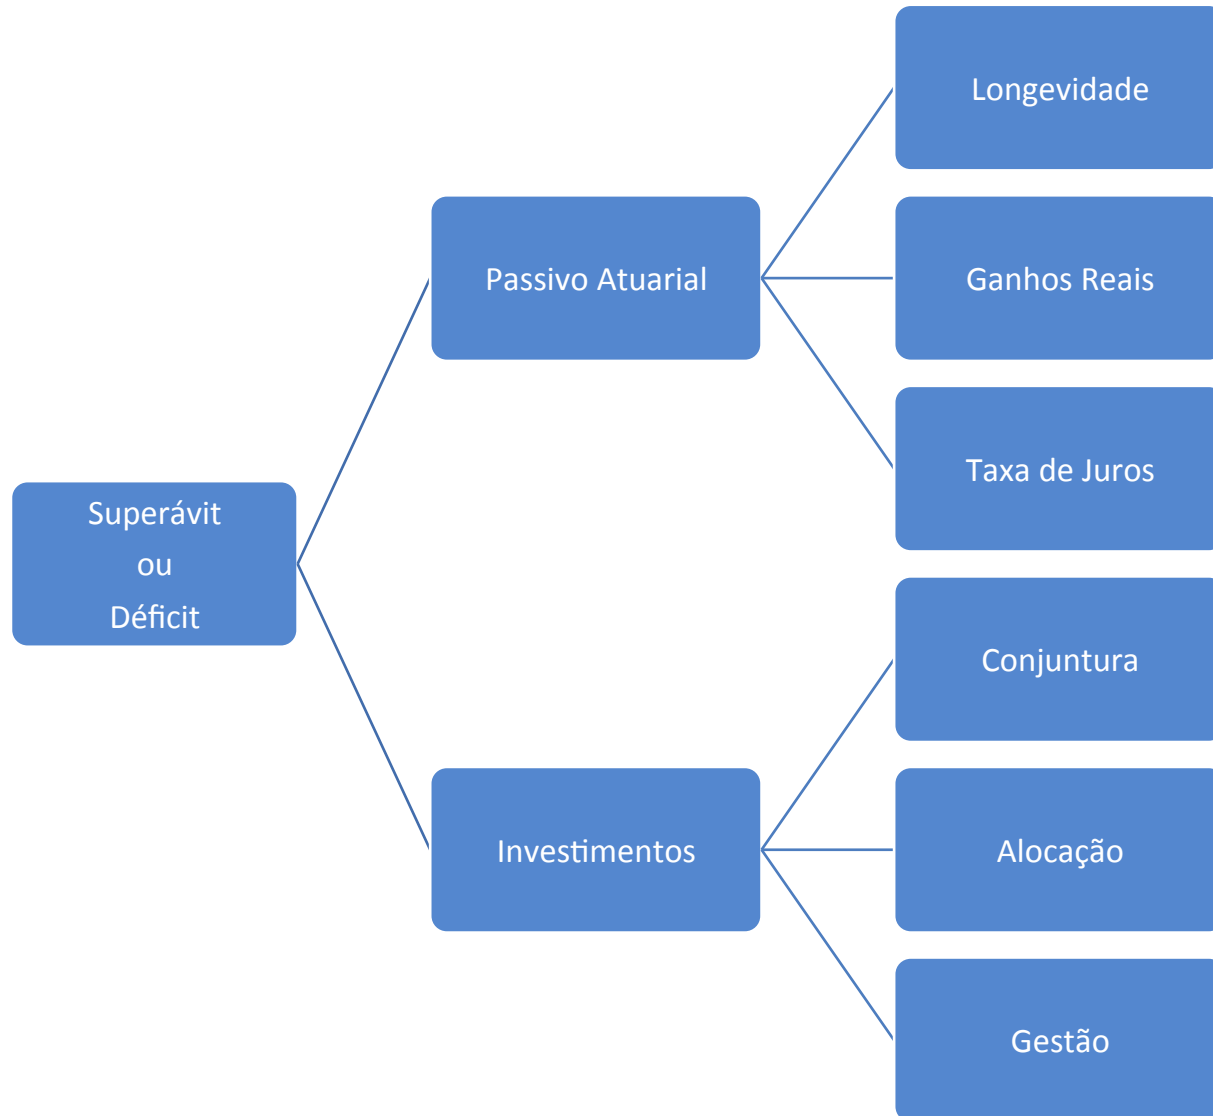 Longevidade
Passivo Atuarial
Ganhos Reais
Taxa de Juros
Superávit
ou
Déficit
Conjuntura
Investimentos
Alocação
Gestão